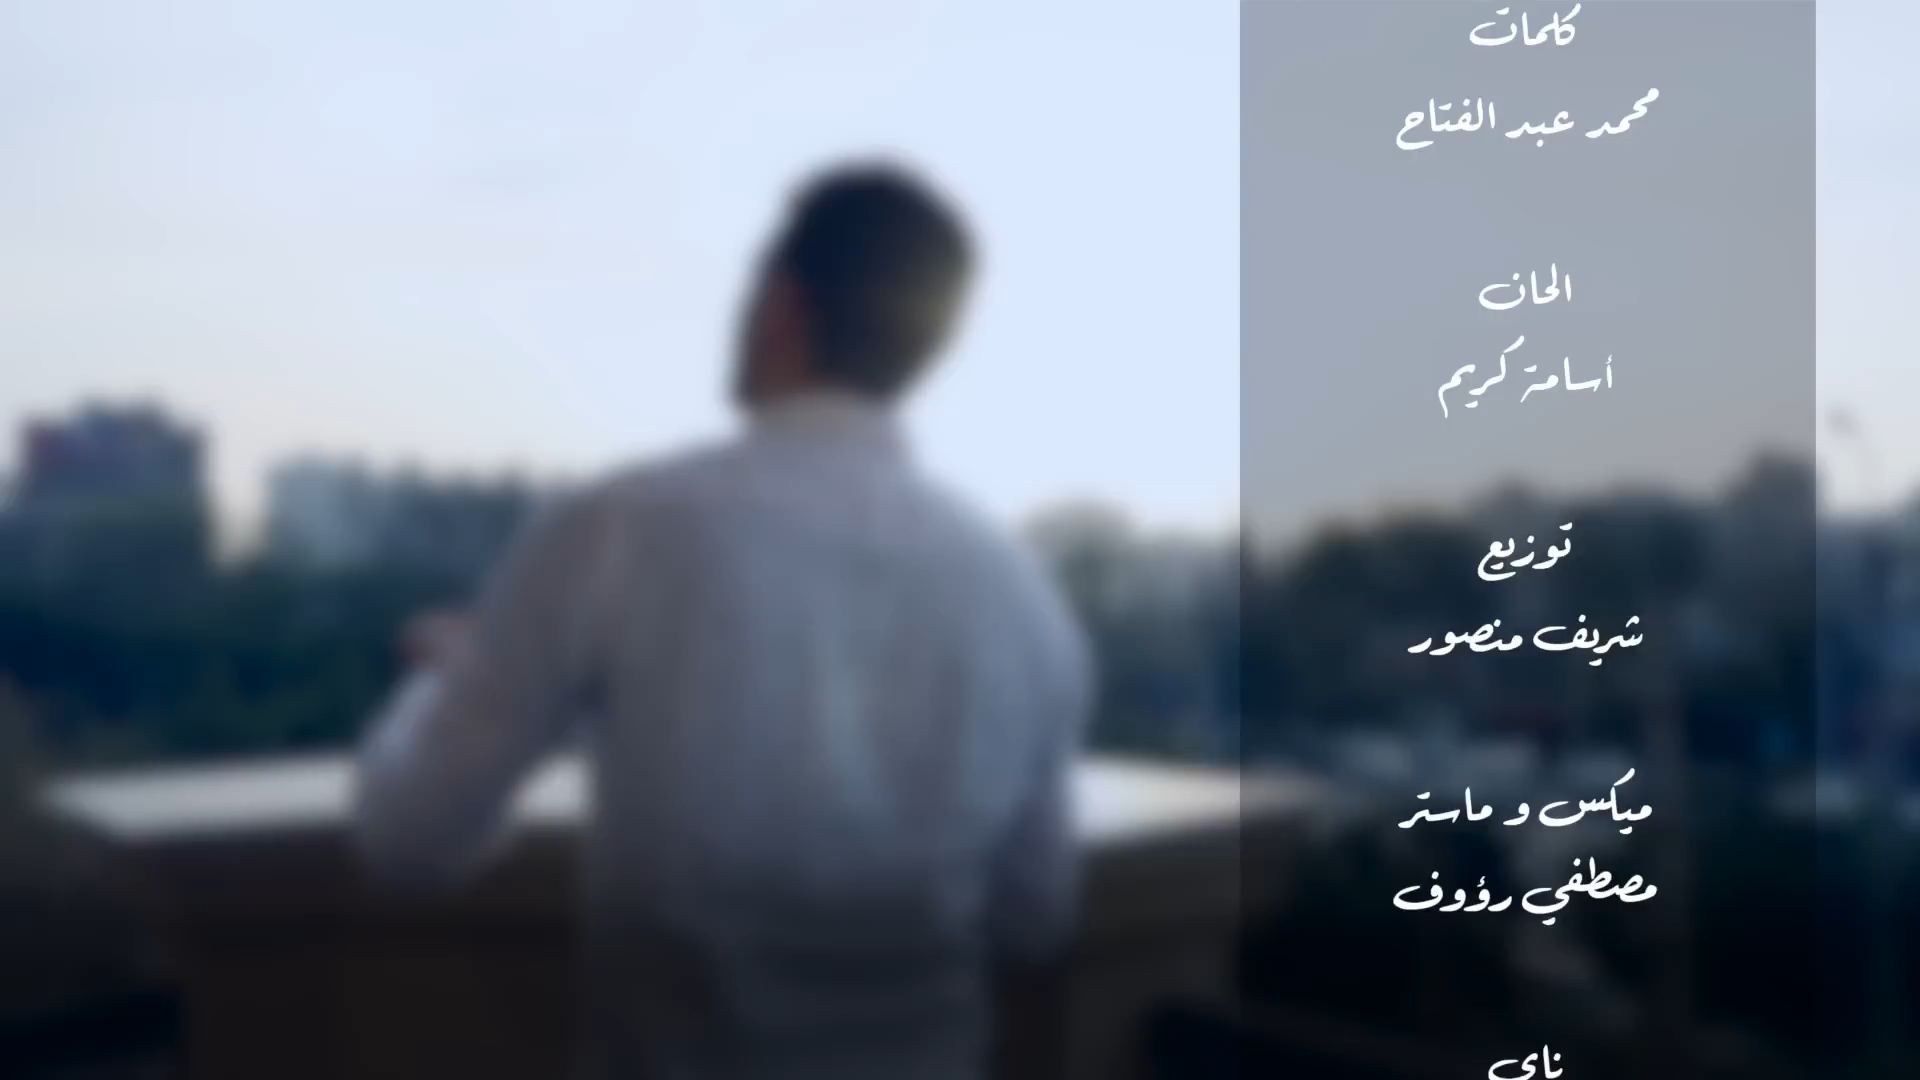 كلمات
محمد عبد الفتاح
الحان
أسامة كريم
توزيع
شريف منصور
ميكس و ماستر
مصطفي رؤوف
ناي